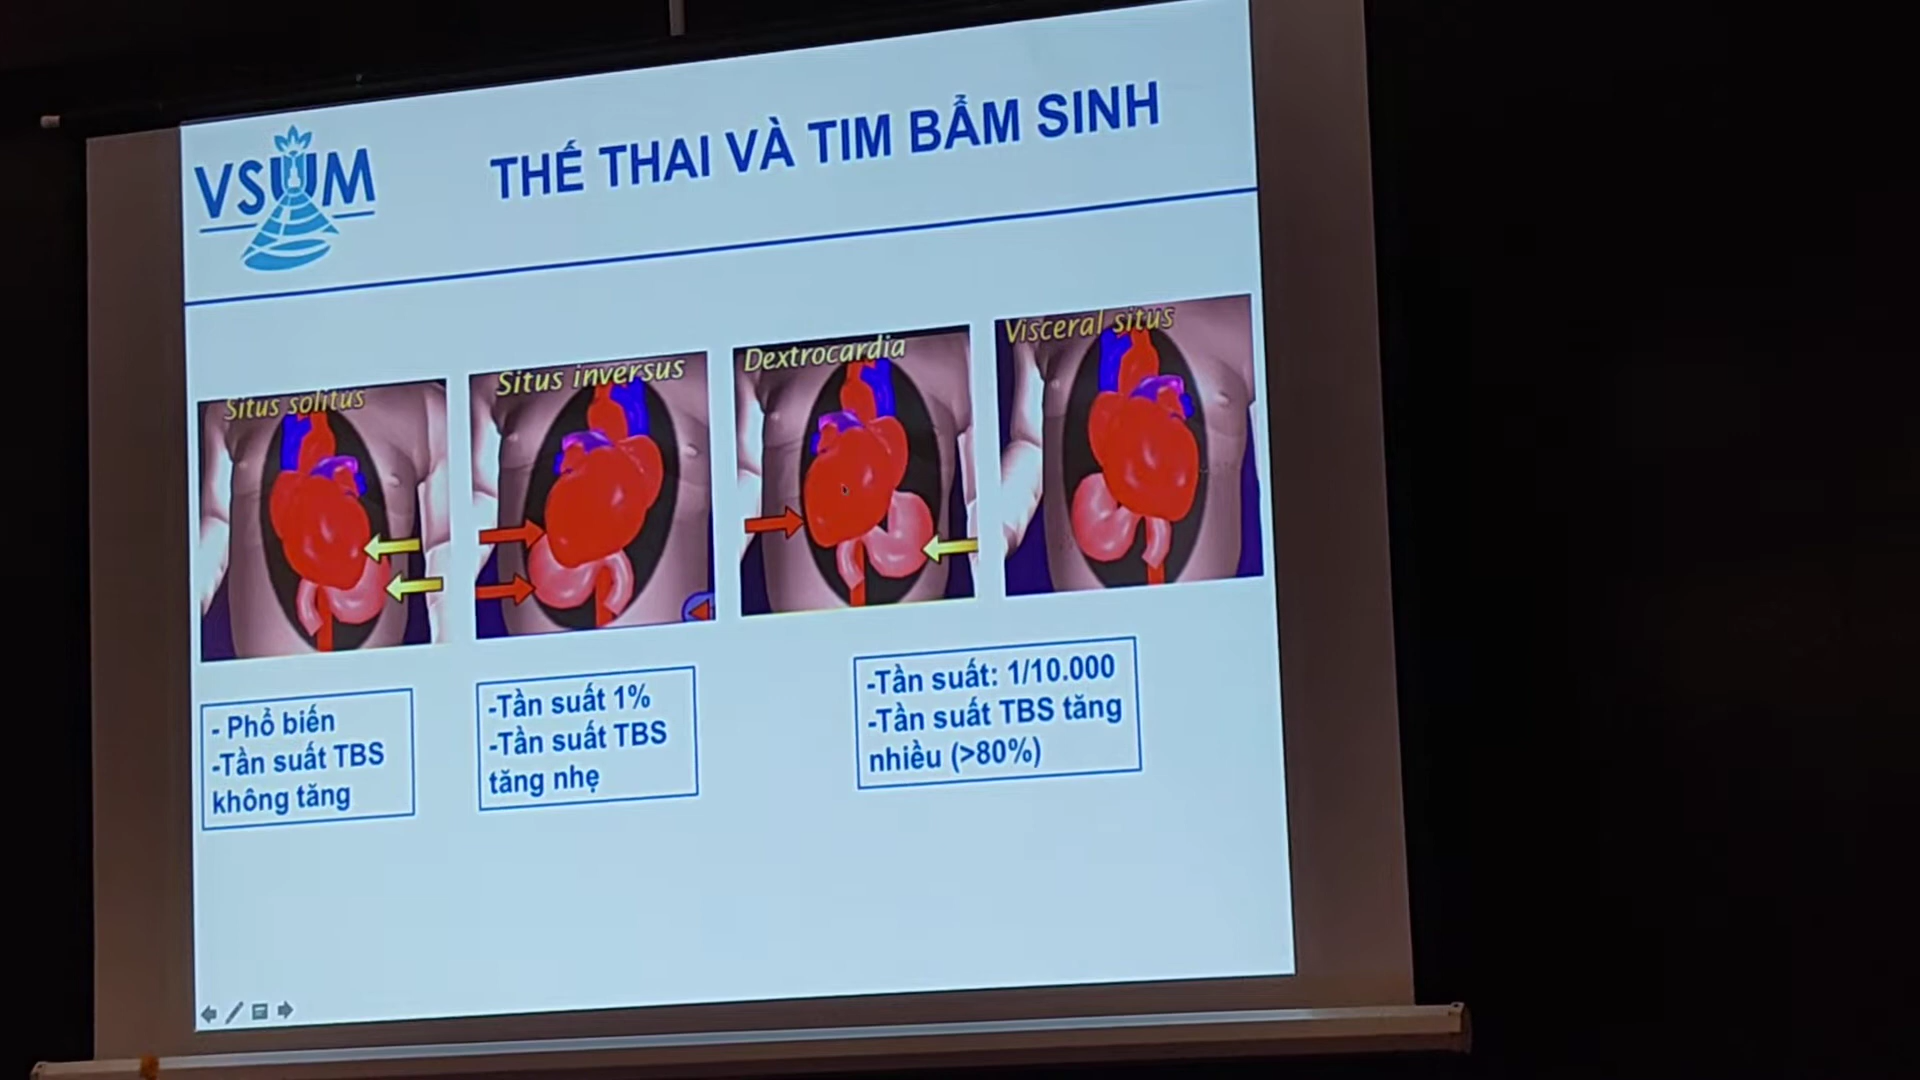 VSUM
THẾ THAI VÀ TIM BẨM SINH
Situs solitus
Situs inversus
Dextrocardia
Visceral situs
- Phổ biến
-Tần suất TBS
không tăng
-Tần suất 1%
-Tần suất TBS
tăng nhẹ
-Tần suất: 1/10.000
-Tần suất TBS tăng
nhiều (>80%)